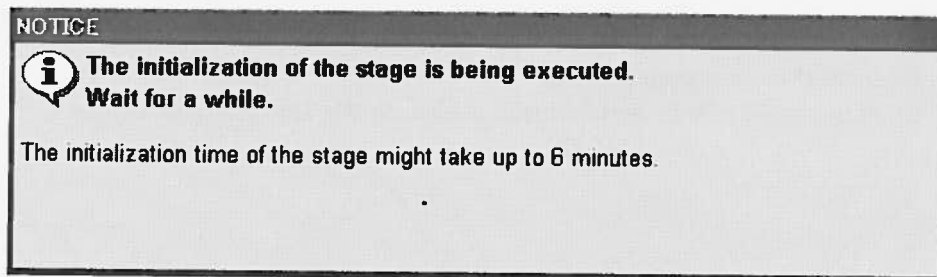 NOTICE
The initialization of the stage is being executed.
Wait for a while.
The initialization time of the stage might take up to 6 minutes.